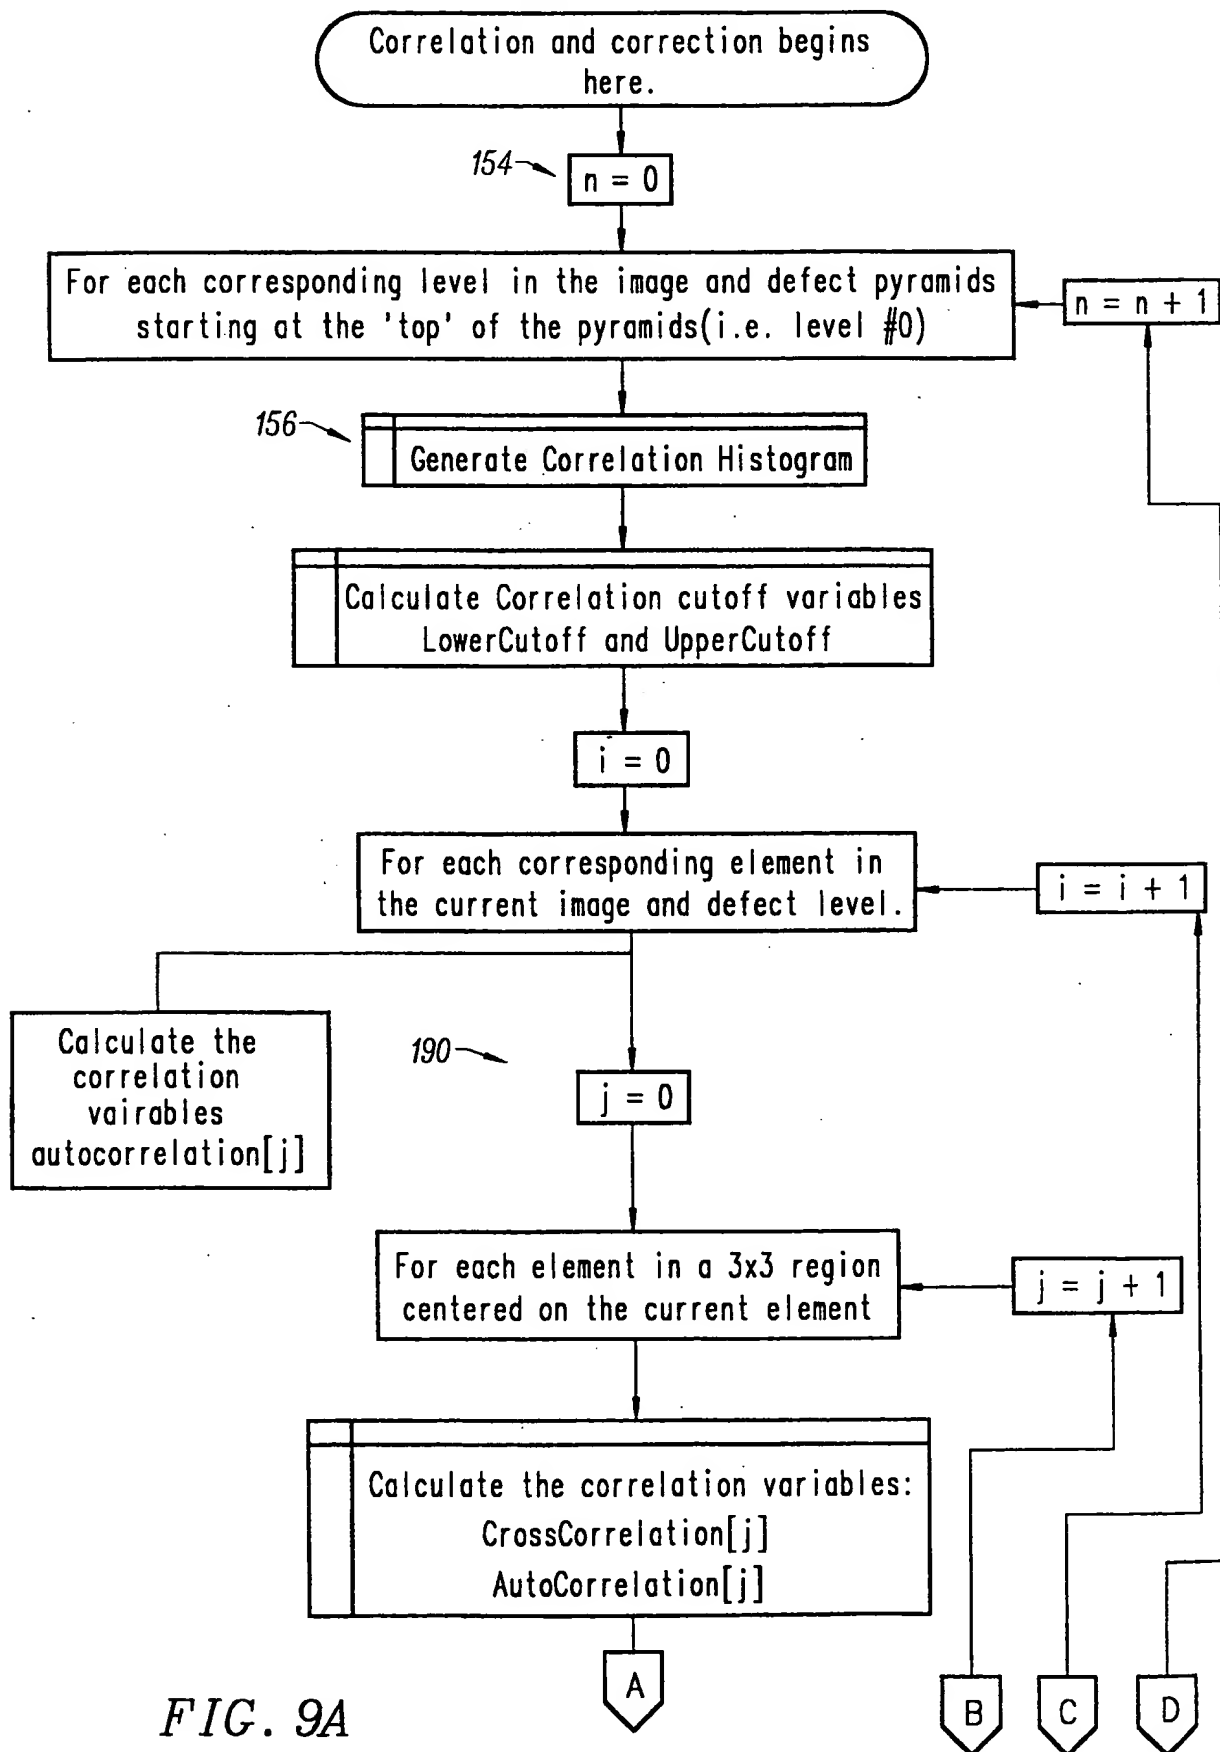 Correlation and correction begins
here.
154
n = 0
For each corresponding level in the image and defect pyramids
starting at the 'top' of the pyramids(i.e. level #0)
n = n + 1
156
Generate Correlation Histogram
Calculate Correlation cutoff variables
LowerCutoff and UpperCutoff
i = 0
For each corresponding element in
the current image and defect level.
i = i + 1
Calculate the
correlation
vairables
autocorrelation[j]
190
j = 0
For each element in a 3x3 region
centered on the current element
j = j + 1
Calculate the correlation variables:
CrossCorrelation[j]
AutoCorrelation[j]
A
B
C
D
FIG. 9A